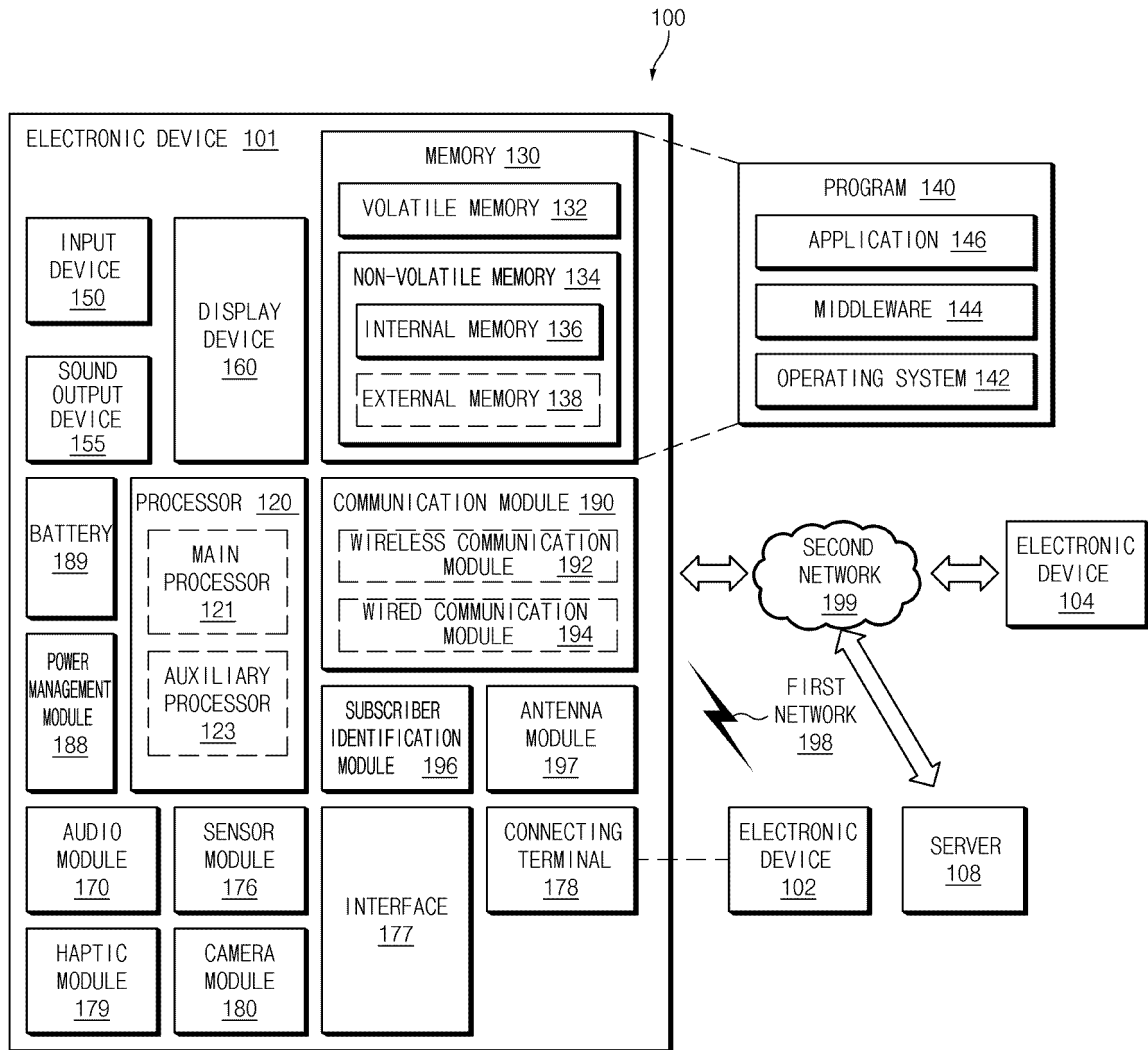 100
ELECTRONIC DEVICE 101
MEMORY 130
VOLATILE MEMORY 132
NON-VOLATILE MEMORY 134
INTERNAL MEMORY 136
EXTERNAL MEMORY 138
INPUT
DEVICE
150
DISPLAY
DEVICE
160
SOUND
OUTPUT
DEVICE
155
PROGRAM 140
APPLICATION 146
MIDDLEWARE 144
OPERATING SYSTEM 142
BATTERY
189
PROCESSOR 120
MAIN
PROCESSOR
121
AUXILIARY
PROCESSOR
123
POWER
MANAGEMENT
MODULE
188
COMMUNICATION MODULE 190
WIRELESS COMMUNICATION
MODULE 192
WIRED COMMUNICATION
MODULE 194
SUBSCRIBER
IDENTIFICATION
MODULE 196
ANTENNA
MODULE
197
SECOND
NETWORK
199
ELECTRONIC
DEVICE
104
FIRST
NETWORK
198
AUDIO
MODULE
170
SENSOR
MODULE
176
INTERFACE
177
CONNECTING
TERMINAL
178
ELECTRONIC
DEVICE
102
SERVER
108
HAPTIC
MODULE
179
CAMERA
MODULE
180